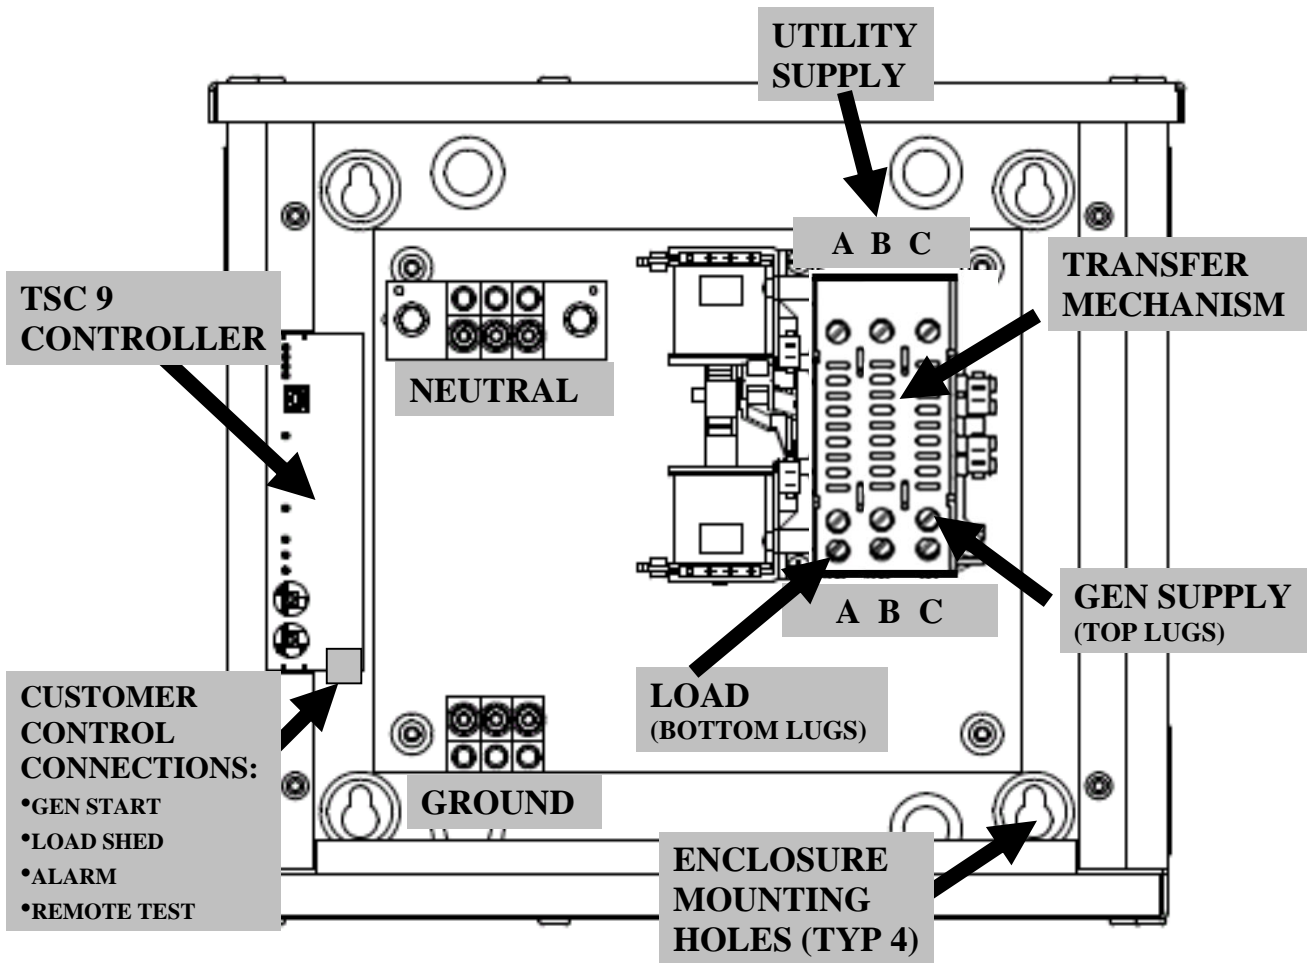 UTILITY
SUPPLY
A B C
TRANSFER
MECHANISM
TSC 9
CONTROLLER
NEUTRAL
A B C
GEN SUPPLY
(TOP LUGS)
LOAD
(BOTTOM LUGS)
CUSTOMER
CONTROL
CONNECTIONS:
•GEN START
•LOAD SHED
•ALARM
•REMOTE TEST
GROUND
ENCLOSURE
MOUNTING
HOLES (TYP 4)